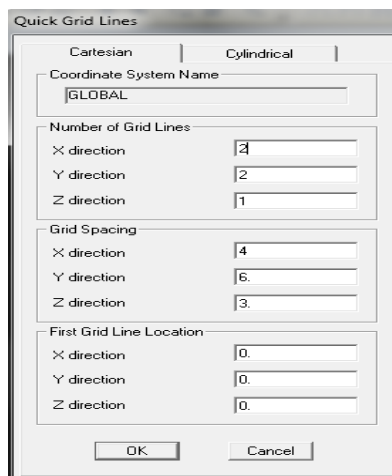 Quick Grid Lines
Cartesian Cylindrical
Coordinate System Name
GLOBAL
Number of Grid Lines
X direction 2
Y direction 2
Z direction 1
Grid Spacing
X direction 4
Y direction 6.
Z direction 3.
First Grid Line Location
X direction 0.
Y direction 0.
Z direction 0.
OK Cancel